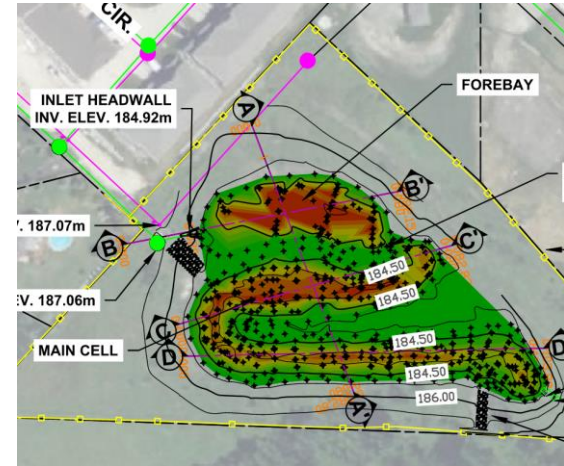 CIR.
INLET HEADWALL
INV. ELEV. 184.92m
FOREBAY
A
B'
V. 187.07m
B
C'
184.50
184.50
EV. 187.06m
C
MAIN CELL
D
184.50
D
184.50
186.00
A'